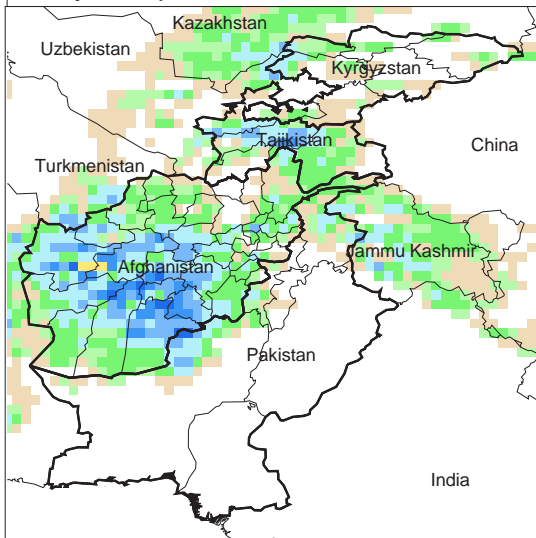 Kazakhstan
Uzbekistan
Kyrgyzstan
Tajikistan
China
Turkmenistan
Jammu Kashmir
Afghanistan
Pakistan
India